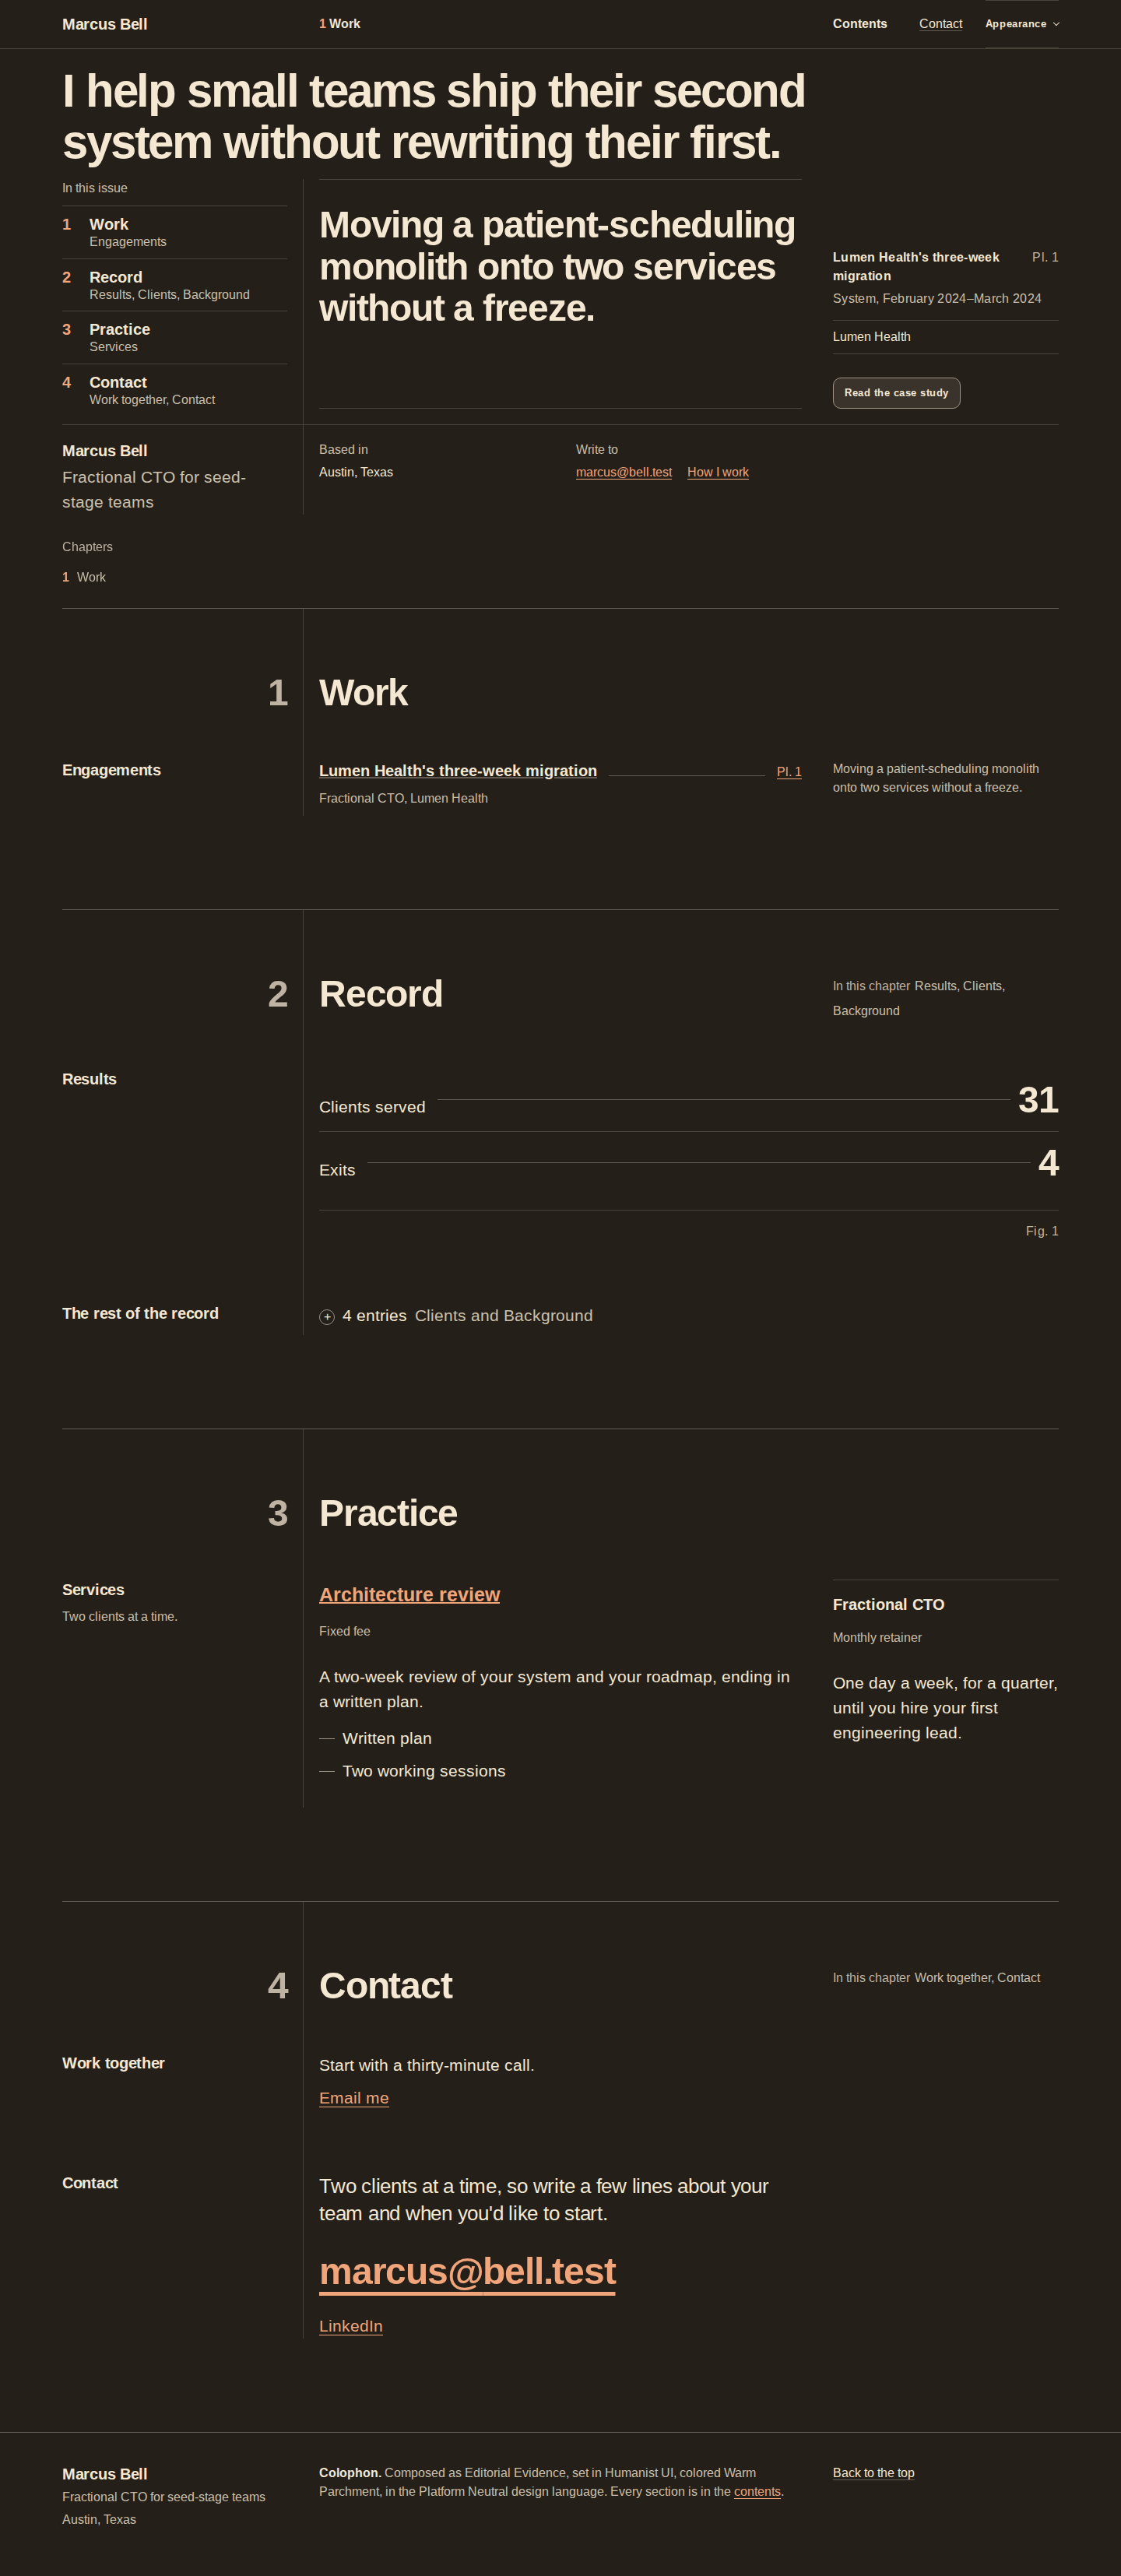 Marcus Bell
1 Work
Contents
Contact
Appearance
I help small teams ship their second
system without rewriting their first.
In this issue
1 Work
Engagements
2 Record
Results, Clients, Background
3 Practice
Services
4 Contact
Work together, Contact
Moving a patient-scheduling
monolith onto two services
without a freeze.
Lumen Health's three-week
migration
Pl. 1
System, February 2024–March 2024
Lumen Health
Read the case study
Marcus Bell
Fractional CTO for seed-
stage teams
Based in
Austin, Texas
Write to
marcus@bell.test How I work
Chapters
1 Work
1 Work
Engagements
Lumen Health's three-week migration Pl. 1
Fractional CTO, Lumen Health
Moving a patient-scheduling monolith
onto two services without a freeze.
2 Record
In this chapter Results, Clients,
Background
Results
Clients served 31
Exits 4
Fig. 1
The rest of the record
4 entries Clients and Background
3 Practice
Services
Two clients at a time.
Architecture review
Fixed fee
A two-week review of your system and your roadmap, ending in
a written plan.
— Written plan
— Two working sessions
Fractional CTO
Monthly retainer
One day a week, for a quarter,
until you hire your first
engineering lead.
4 Contact
In this chapter Work together, Contact
Work together
Start with a thirty-minute call.
Email me
Contact
Two clients at a time, so write a few lines about your
team and when you'd like to start.
marcus@bell.test
LinkedIn
Marcus Bell
Fractional CTO for seed-stage teams
Austin, Texas
Colophon. Composed as Editorial Evidence, set in Humanist UI, colored Warm
Parchment, in the Platform Neutral design language. Every section is in the contents.
Back to the top